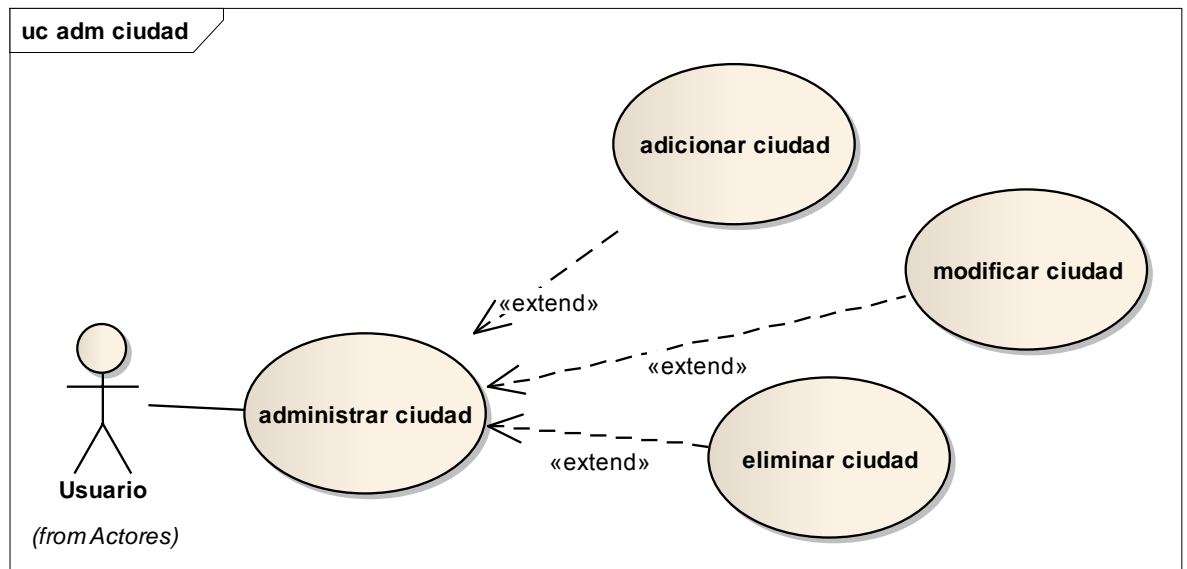 uc adm ciudad
adicionar ciudad
modificar ciudad
«extend»
«extend»
administrar ciudad
eliminar ciudad
«extend»
Usuario
(from Actores)